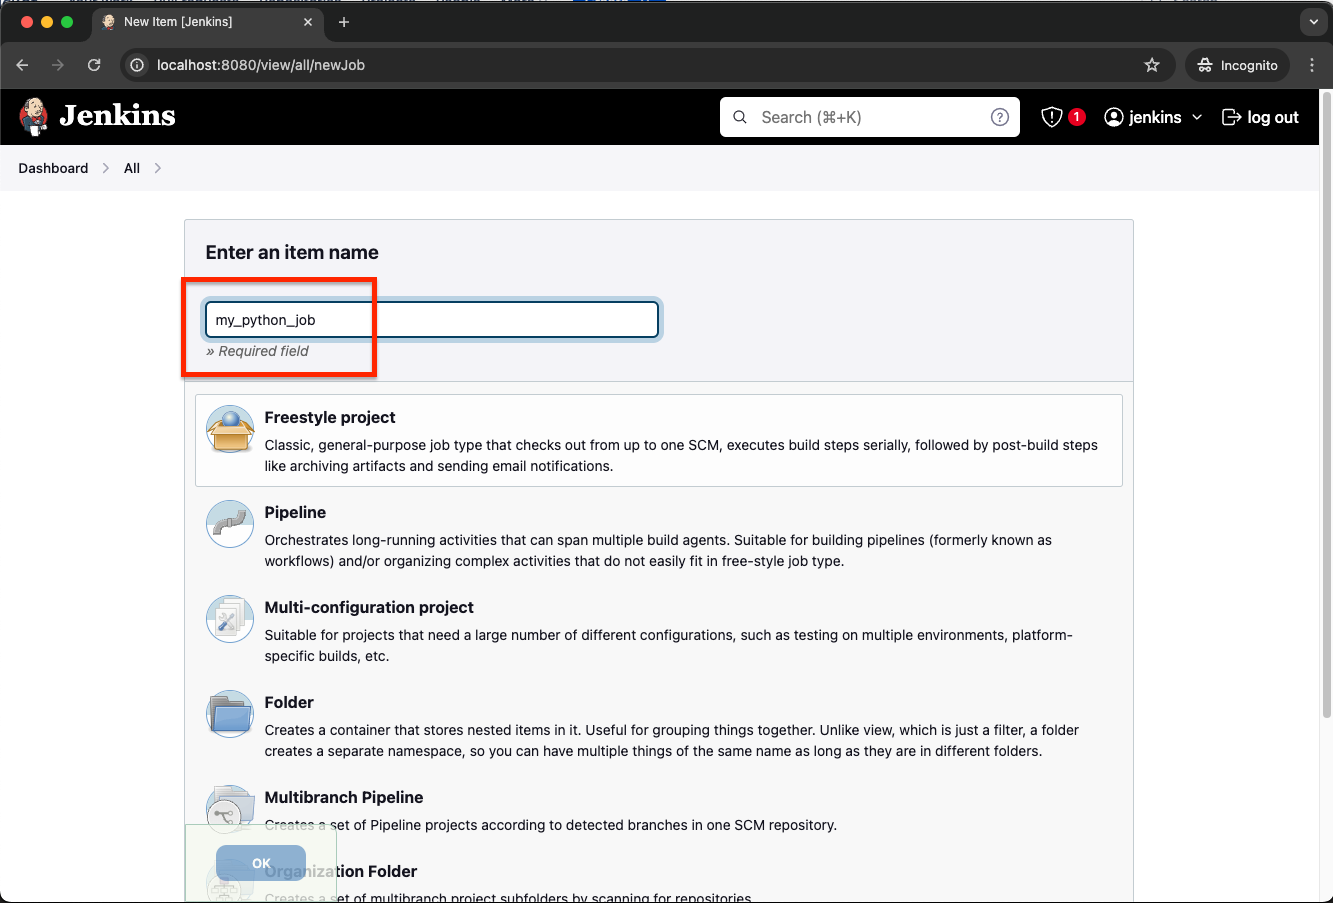 New Item [Jenkins]
localhost:8080/view/all/newJob
Incognito
Jenkins
Search (⌘+K)
1
jenkins
log out
Dashboard
All
Enter an item name
my_python_job
» Required field
Freestyle project
Classic, general-purpose job type that checks out from up to one SCM, executes build steps serially, followed by post-build steps
like archiving artifacts and sending email notifications.
Pipeline
Orchestrates long-running activities that can span multiple build agents. Suitable for building pipelines (formerly known as
workflows) and/or organizing complex activities that do not easily fit in free-style job type.
Multi-configuration project
Suitable for projects that need a large number of different configurations, such as testing on multiple environments, platform-
specific builds, etc.
Folder
Creates a container that stores nested items in it. Useful for grouping things together. Unlike view, which is just a filter, a folder
creates a separate namespace, so you can have multiple things of the same name as long as they are in different folders.
Multibranch Pipeline
Creates a set of Pipeline projects according to detected branches in one SCM repository.
OK
Organization Folder
Creates a set of multibranch project subfolders by scanning for repositories.